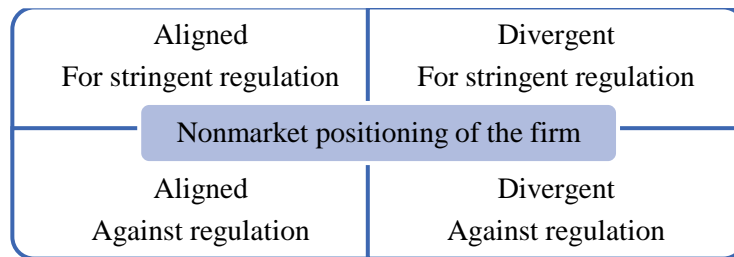 Aligned
For stringent regulation
Divergent
For stringent regulation
Nonmarket positioning of the firm
Aligned
Against regulation
Divergent
Against regulation